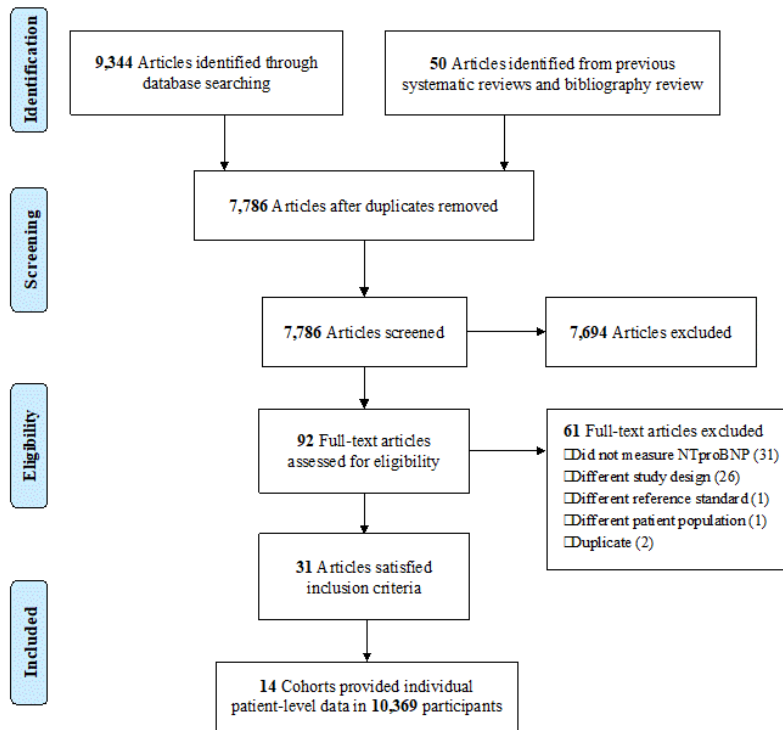 Identification
9,344 Articles identified through
database searching
50 Articles identified from previous
systematic reviews and bibliography review
Screening
7,786 Articles after duplicates removed
7,786 Articles screened
7,694 Articles excluded
Eligibility
92 Full-text articles
assessed for eligibility
61 Full-text articles excluded
□Did not measure NTproBNP (31)
□Different study design (26)
□Different reference standard (1)
□Different patient population (1)
□Duplicate (2)
31 Articles satisfied
inclusion criteria
Included
14 Cohorts provided individual
patient-level data in 10,369 participants